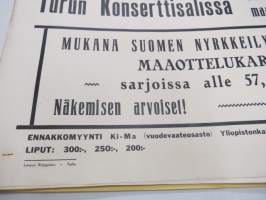 Turun Konserttisalissa
MUKANA SUOMEN NYRKKEILY
MAAOTTELUKAR
sarjoissa alle 57,
Näkemisen arvoiset!
ENNAKKOMYYNTI Ki-Ma (vuodevaateosasto) Yliopistonka
LIPUT: 300:-, 250:-, 200:-